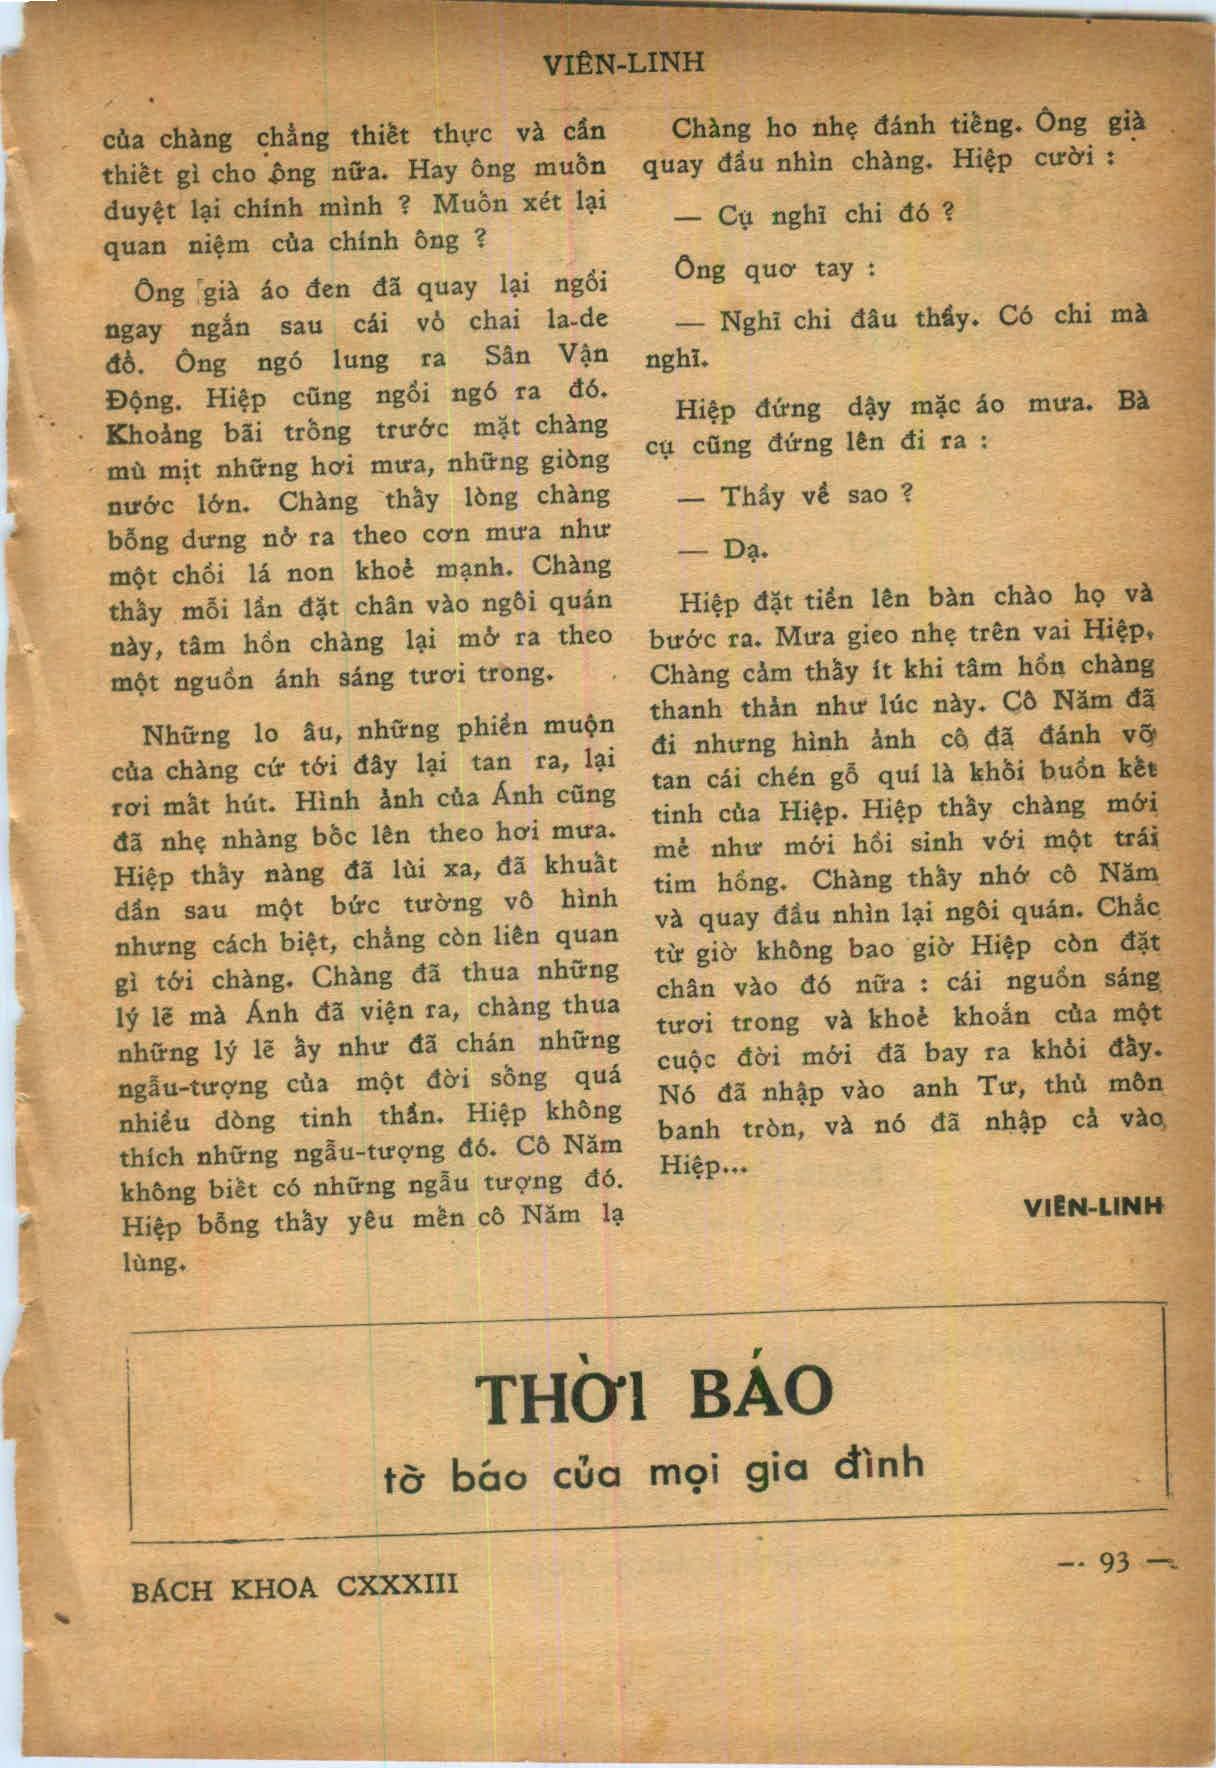 VIÊN-LINH
của chàng chẳng thiết thực và cần
thiết gì cho ông nữa. Hay ông muốn
duyệt lại chính mình ? Muốn xét lại
quan niệm của chính ông ?
Ông già áo đen đã quay lại ngồi
ngay ngắn sau cái vỏ chai la-de
đỏ. Ông ngó lung ra Sân Vận
Động. Hiệp cũng ngồi ngó ra đó.
Khoảng bãi trống trước mặt chàng
mù mịt những hơi mưa, những giòng
nước lớn. Chàng thấy lòng chàng
bỗng dưng nở ra theo cơn mưa như
một chồi lá non khoẻ mạnh. Chàng
thấy mỗi lần đặt chân vào ngôi quán
này, tâm hồn chàng lại mở ra theo
một nguồn ánh sáng tươi trong.
Những lo âu, những phiền muộn
của chàng cứ tới đây lại tan ra, lại
rơi mất hút. Hình ảnh của Ánh cũng
đã nhẹ nhàng bốc lên theo hơi mưa.
Hiệp thấy nàng đã lùi xa, đã khuất
dần sau một bức tường vô hình
nhưng cách biệt, chẳng còn liên quan
gì tới chàng. Chàng đã thua những
lý lẽ mà Ánh đã viện ra, chàng thua
những lý lẽ ấy như đã chán những
ngẫu-tượng của một đời sống quá
nhiều dòng tinh thần. Hiệp không
thích những ngẫu-tượng đó. Cô Năm
không biết có những ngẫu tượng đó.
Hiệp bỗng thấy yêu mến cô Năm lạ
lùng.
Chàng ho nhẹ đánh tiếng. Ông già
quay đầu nhìn chàng. Hiệp cười :
— Cụ nghĩ chi đó ?
Ông quơ tay :
— Nghĩ chi đâu thầy. Có chi mà
nghĩ.
Hiệp đứng dậy mặc áo mưa. Bà
cụ cũng đứng lên đi ra :
— Thầy về sao ?
— Dạ.
Hiệp đặt tiền lên bàn chào họ và
bước ra. Mưa gieo nhẹ trên vai Hiệp.
Chàng cảm thấy ít khi tâm hồn chàng
thanh thản như lúc này. Cô Năm đã
đi nhưng hình ảnh cô đã đánh vỡ
tan cái chén gỗ quí là khối buồn kết
tinh của Hiệp. Hiệp thấy chàng mới
mẻ như mới hồi sinh với một trái
tim hồng. Chàng thấy nhớ cô Năm
và quay đầu nhìn lại ngôi quán. Chắc
từ giờ không bao giờ Hiệp còn đặt
chân vào đó nữa : cái nguồn sáng
tươi trong và khoẻ khoắn của một
cuộc đời mới đã bay ra khỏi đấy.
Nó đã nhập vào anh Tư, thủ môn
banh tròn, và nó đã nhập cả vào
Hiệp...
VIÊN-LINH
THỜI BÁO
tờ báo của mọi gia đình
BÁCH KHOA CXXXIII
— 93 —